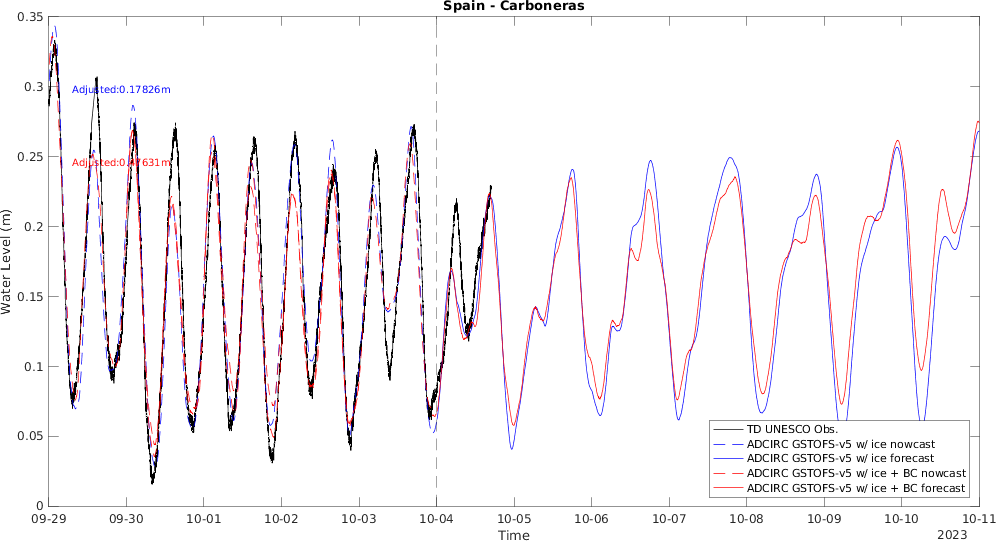 Spain - Carboneras
0.35
0.3
0.25
0.2
0.15
0.1
0.05
0
Water Level (m)
Adjusted:0.17826m
Adjusted:0.17631m
TD UNESCO Obs.
ADCIRC GSTOFS-v5 w/ ice nowcast
ADCIRC GSTOFS-v5 w/ ice forecast
ADCIRC GSTOFS-v5 w/ ice + BC nowcast
ADCIRC GSTOFS-v5 w/ ice + BC forecast
09-29 09-30 10-01 10-02 10-03 10-04 10-05 10-06 10-07 10-08 10-09 10-10 10-11
Time
2023